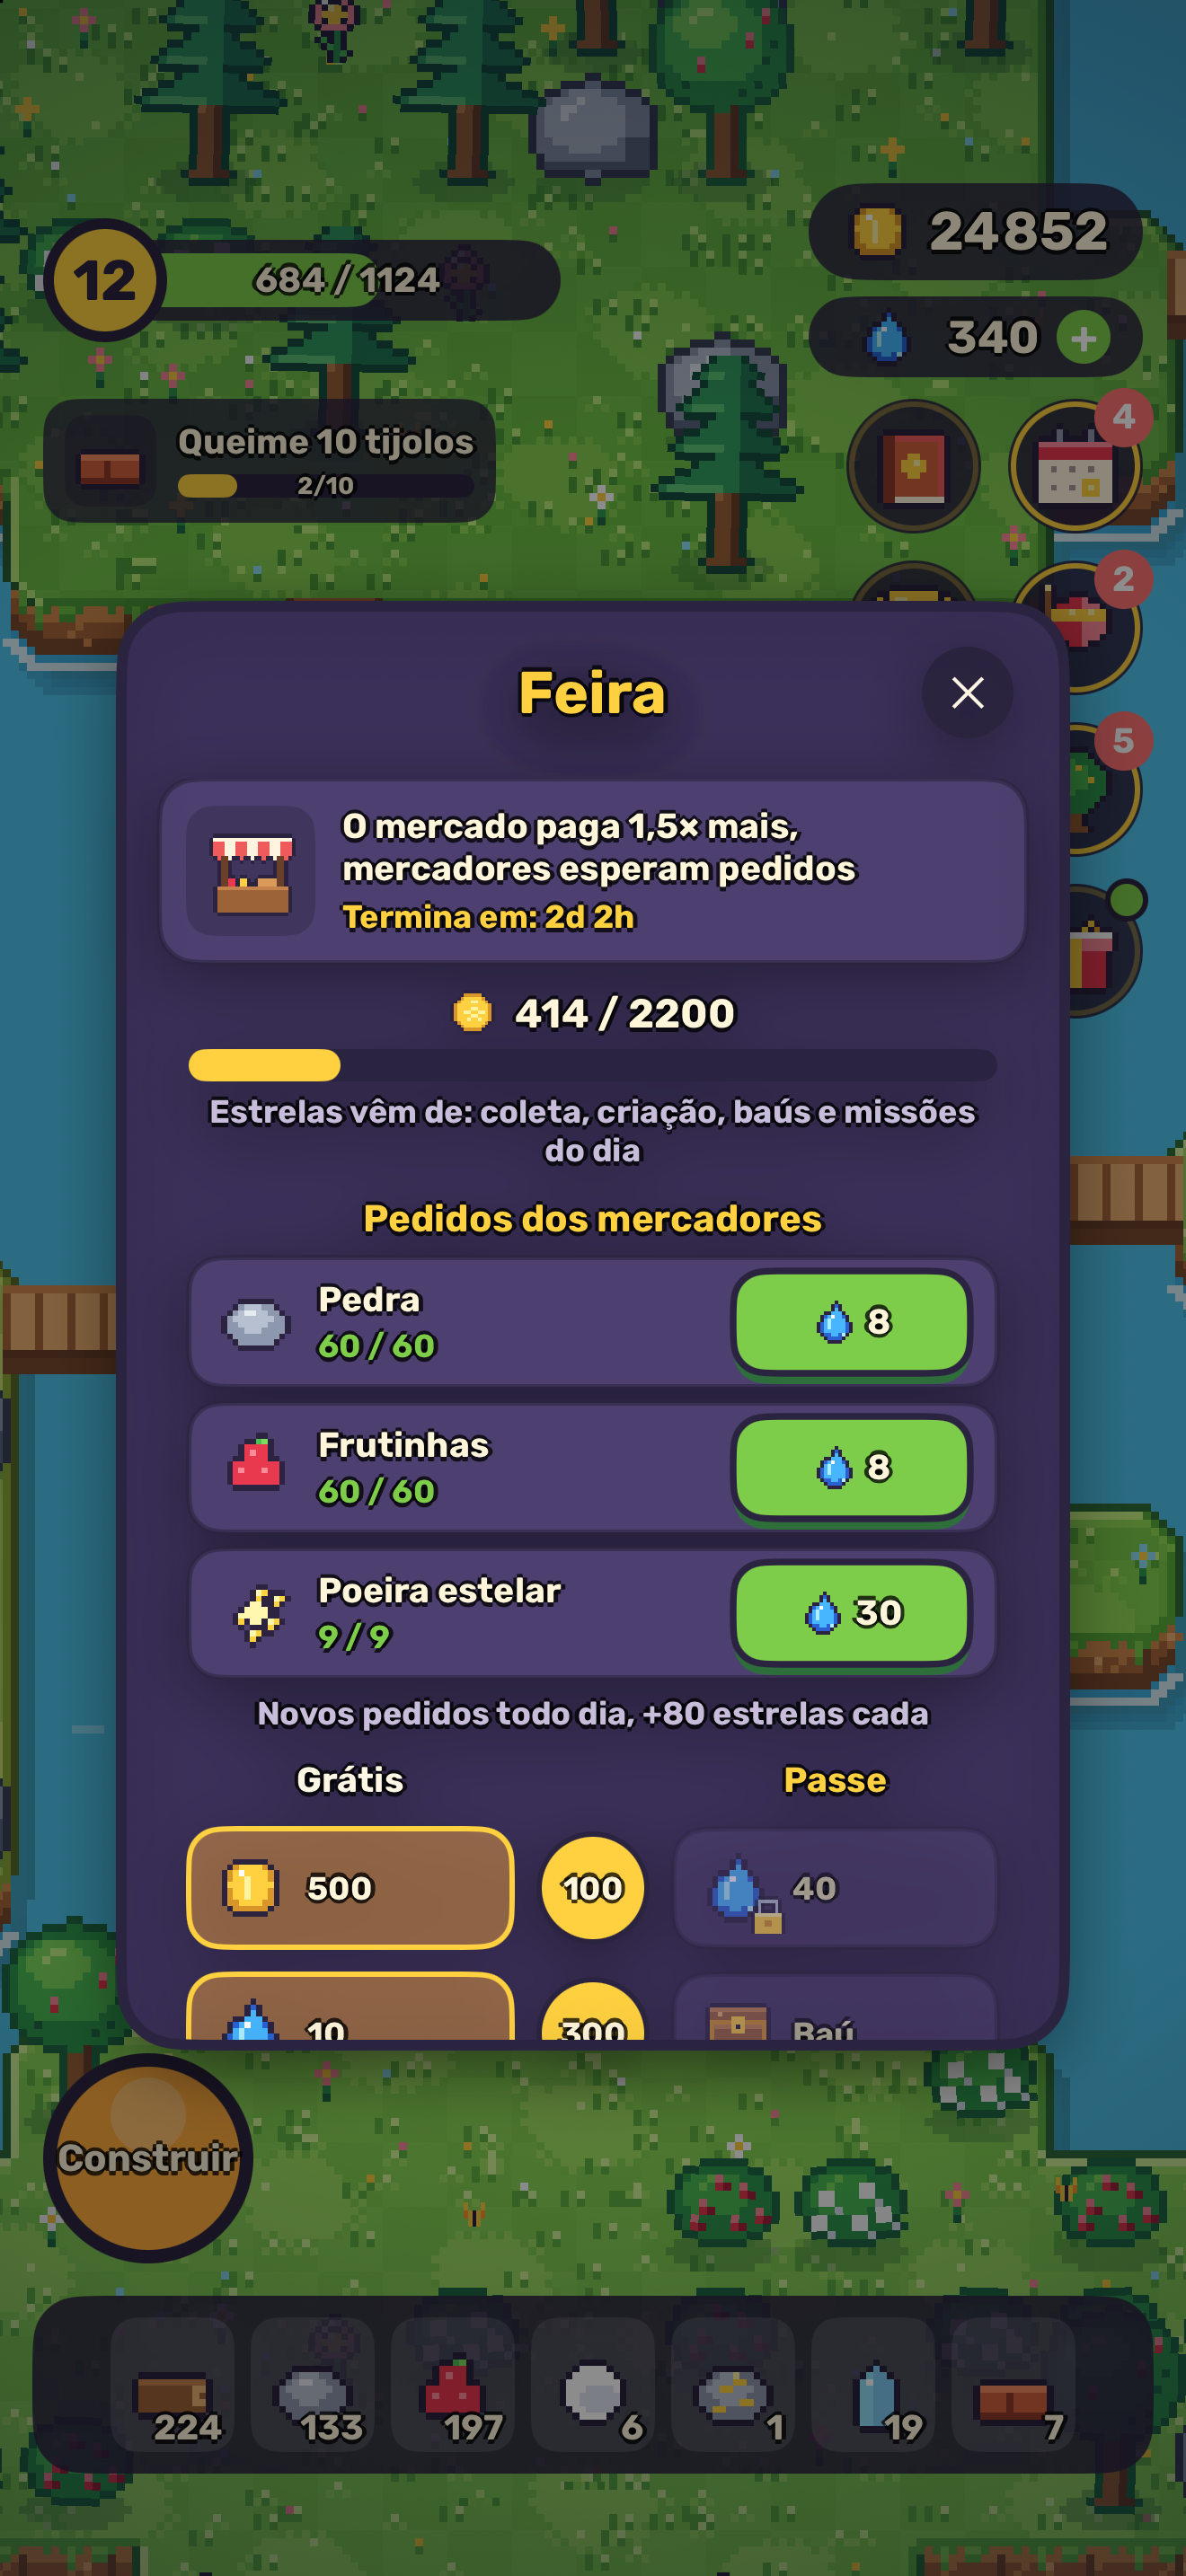 24852
12
684 / 1124
340
+
Queime 10 tijolos
2/10
4
2
5
Feira
O mercado paga 1,5× mais,
mercadores esperam pedidos
Termina em: 2d 2h
414 / 2200
Estrelas vêm de: coleta, criação, baús e missões
do dia
Pedidos dos mercadores
Pedra
60 / 60
8
Frutinhas
60 / 60
8
Poeira estelar
9 / 9
30
Novos pedidos todo dia, +80 estrelas cada
Grátis
Passe
500
100
40
10
300
Baú
Construir
224
133
197
6
1
19
7